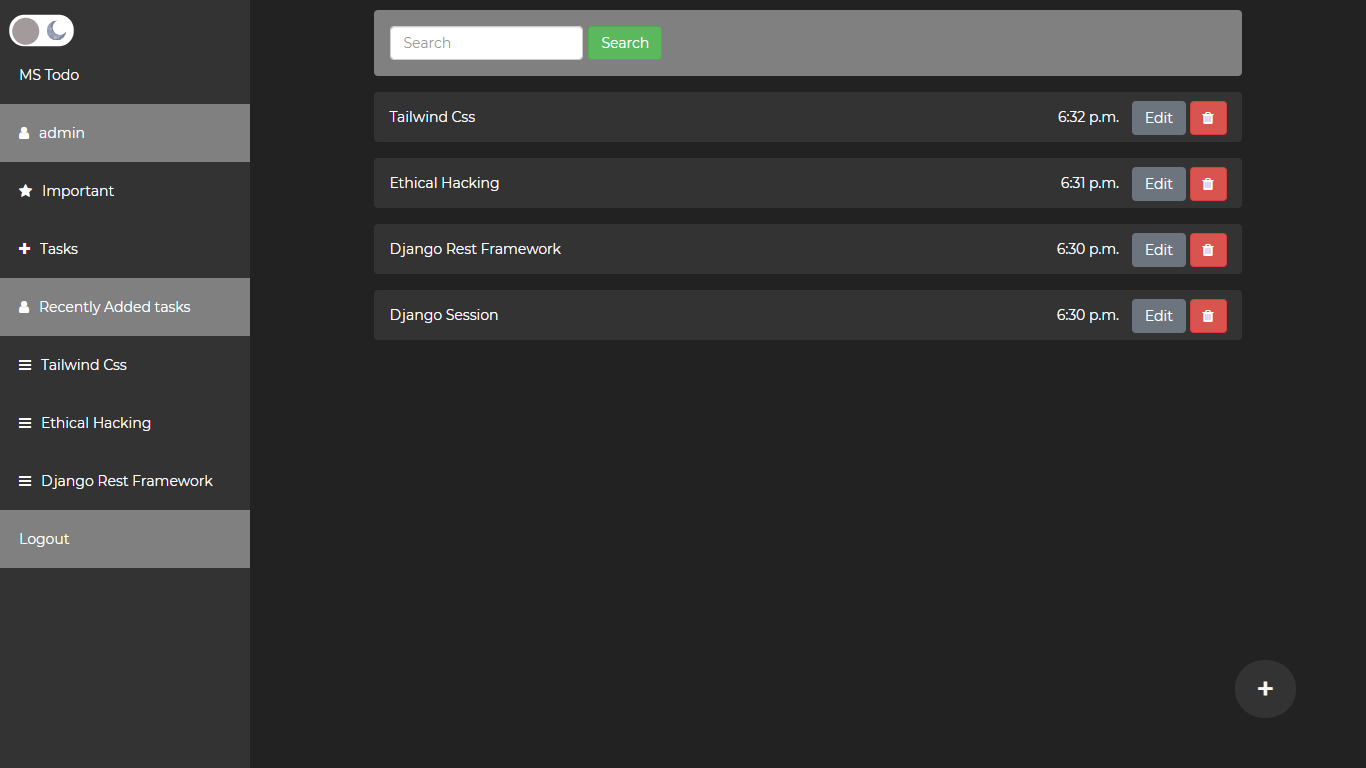 MS Todo
admin
Important
Tasks
Recently Added tasks
Tailwind Css
Ethical Hacking
Django Rest Framework
Logout
Search Search
Tailwind Css 6:32 p.m. Edit
Ethical Hacking 6:31 p.m. Edit
Django Rest Framework 6:30 p.m. Edit
Django Session 6:30 p.m. Edit